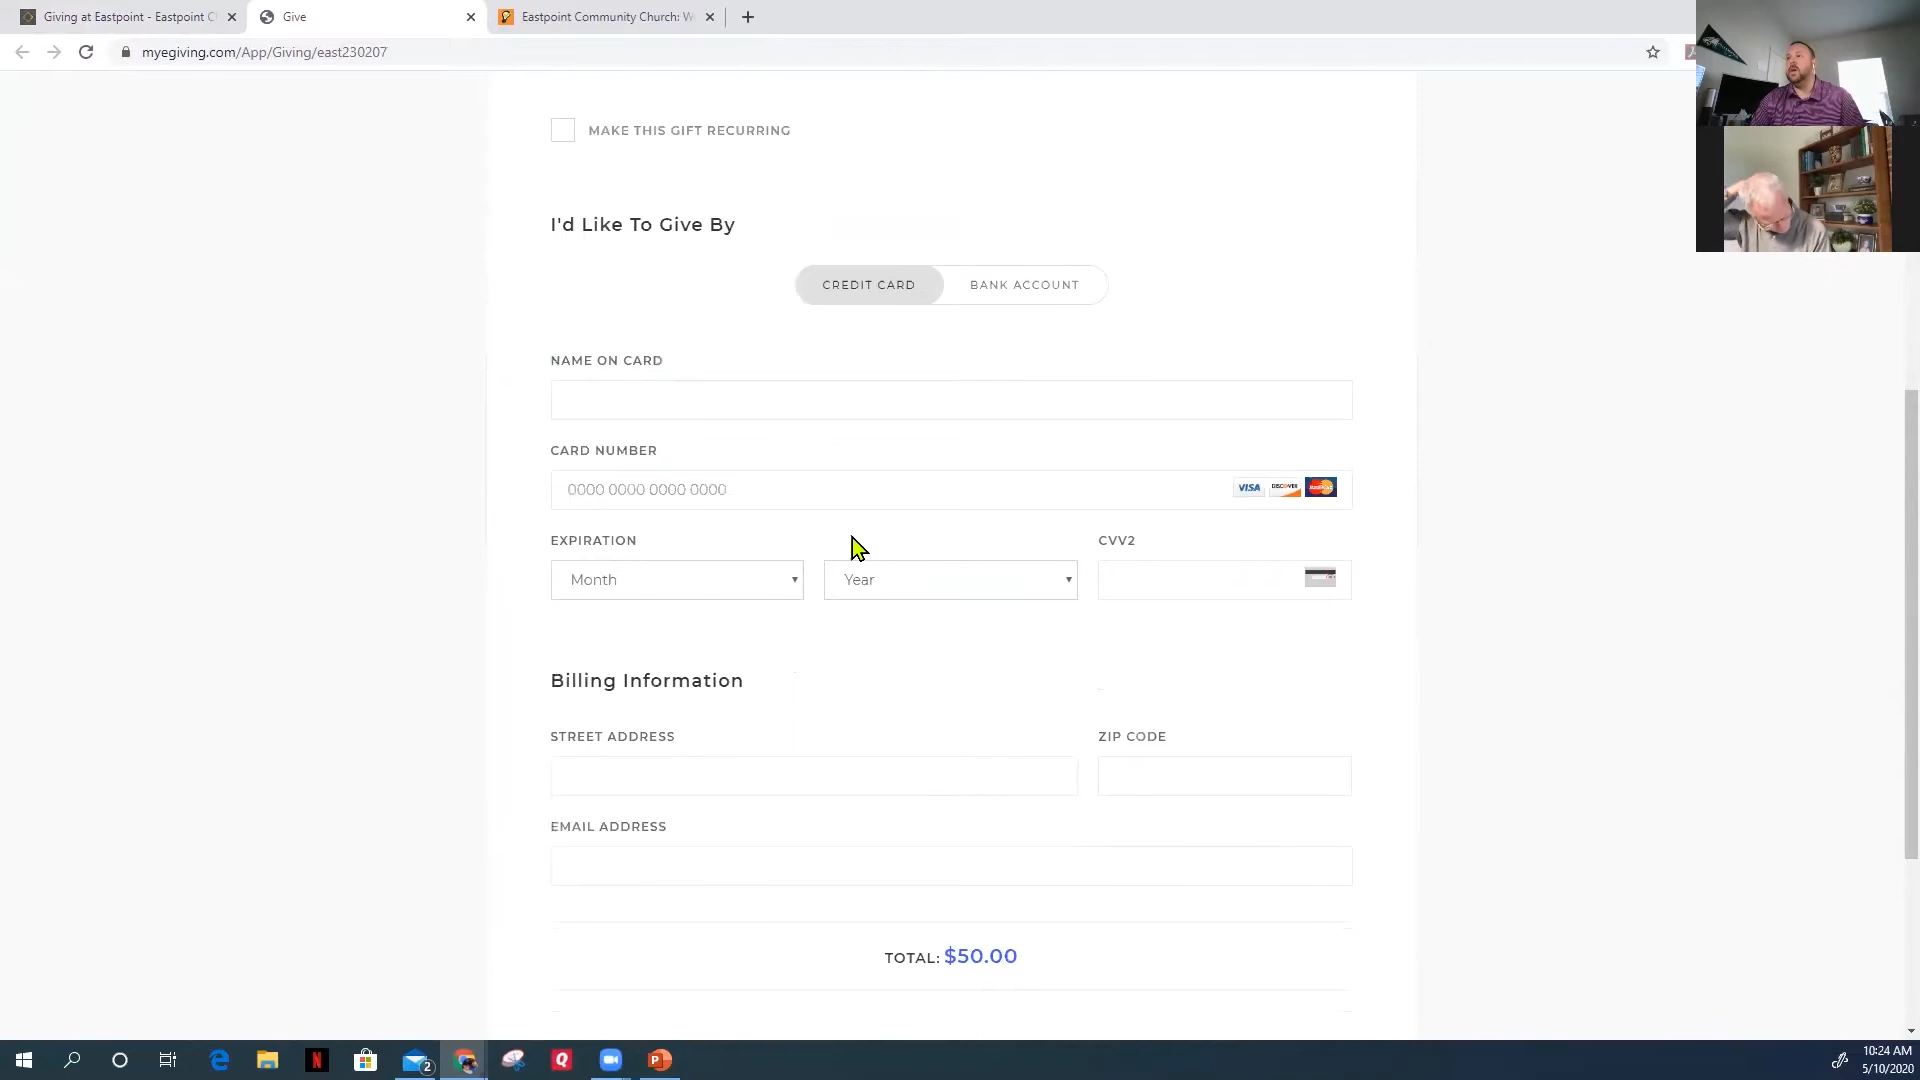 Giving at Eastpoint - Eastpoint C
Give
Eastpoint Community Church: W
myegiving.com/App/Giving/east230207
MAKE THIS GIFT RECURRING
I'd Like To Give By
CREDIT CARD
BANK ACCOUNT
NAME ON CARD
CARD NUMBER
0000 0000 0000 0000
VISA DISCOVER MasterCard
EXPIRATION
CVV2
Month
Year
Billing Information
STREET ADDRESS
ZIP CODE
EMAIL ADDRESS
TOTAL: $50.00
2
10:24 AM
5/10/2020